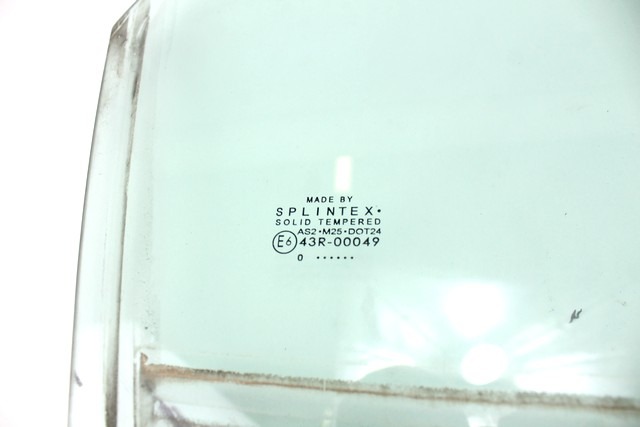 MADE BY
SPLINTEX•
SOLID TEMPERED
AS2•M25•DOT24
E6 43R-00049
0 ••••••